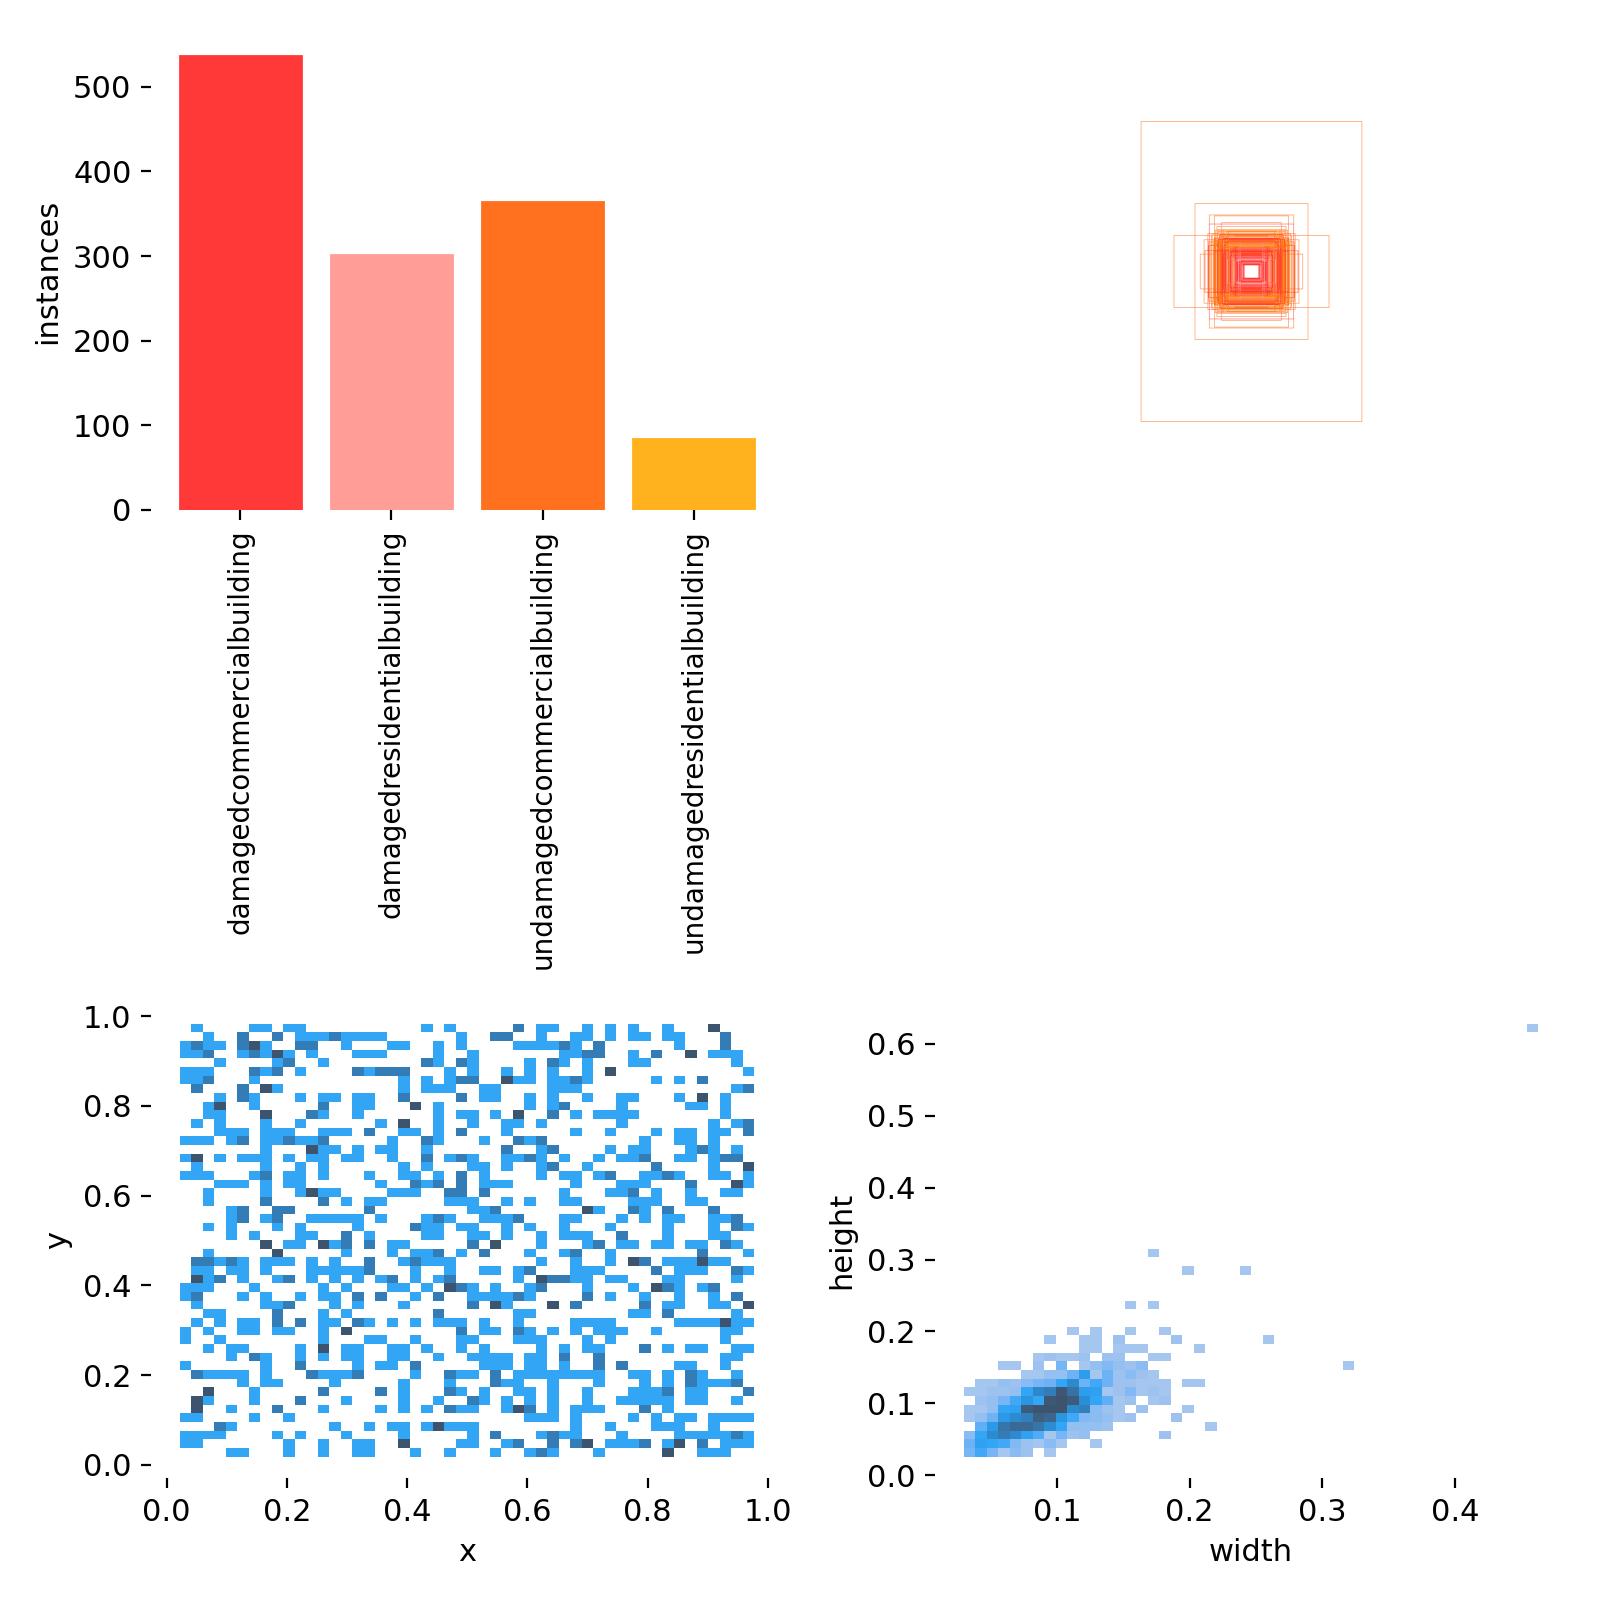 500
400
300
200
100
0
instances
damagedcommercialbuilding
damagedresidentialbuilding
undamagedcommercialbuilding
undamagedresidentialbuilding
1.0
0.8
0.6
0.4
0.2
0.0
y
0.0 0.2 0.4 0.6 0.8 1.0
x
0.6
0.5
0.4
0.3
0.2
0.1
0.0
height
0.1 0.2 0.3 0.4
width